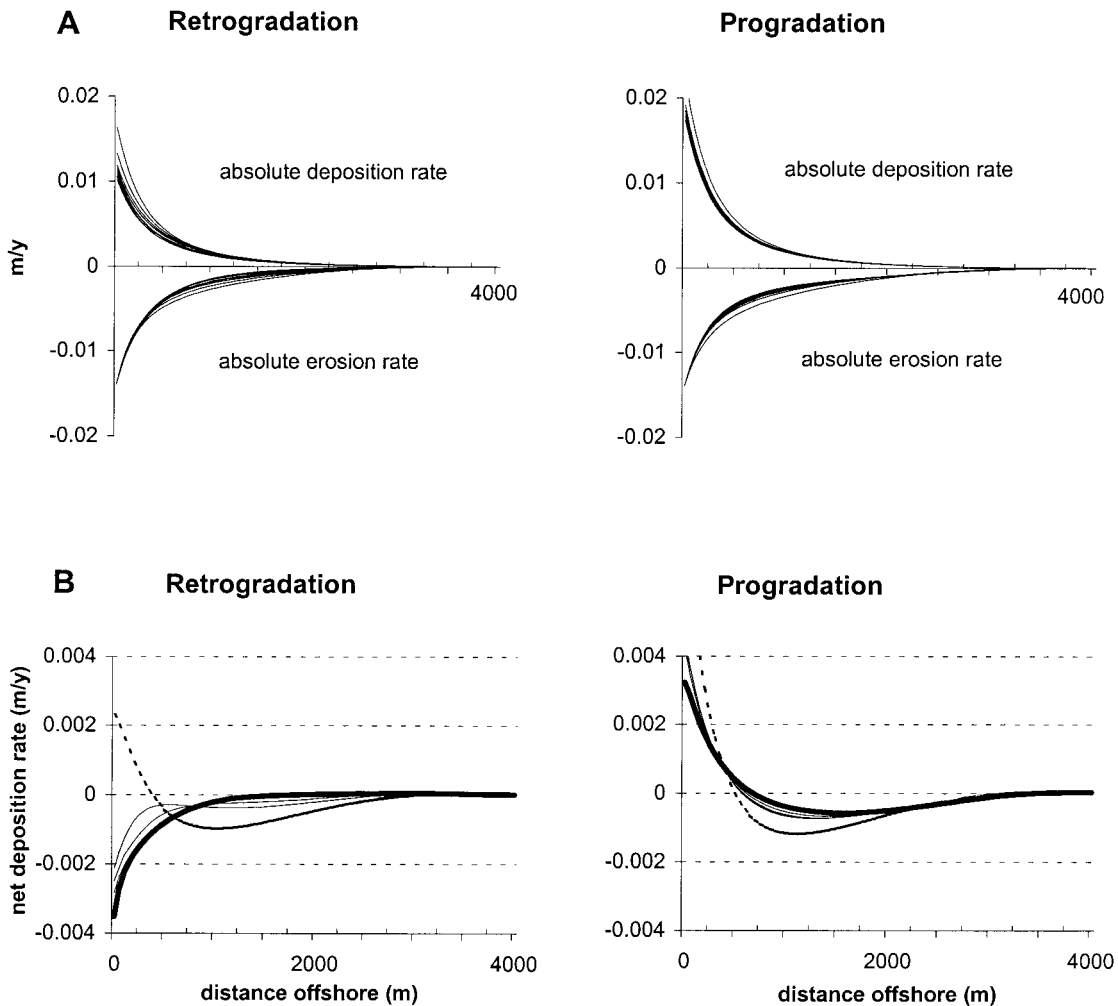 A
Retrogradation
Progradation
0.02
0.01
0
-0.01
-0.02
m/y
absolute deposition rate
absolute erosion rate
4000
0.02
0.01
0
-0.01
-0.02
absolute deposition rate
absolute erosion rate
4000
B
Retrogradation
Progradation
0.004
0.002
0
-0.002
-0.004
net deposition rate (m/y)
0 2000 4000
distance offshore (m)
0.004
0.002
0
-0.002
-0.004
0 2000 4000
distance offshore (m)